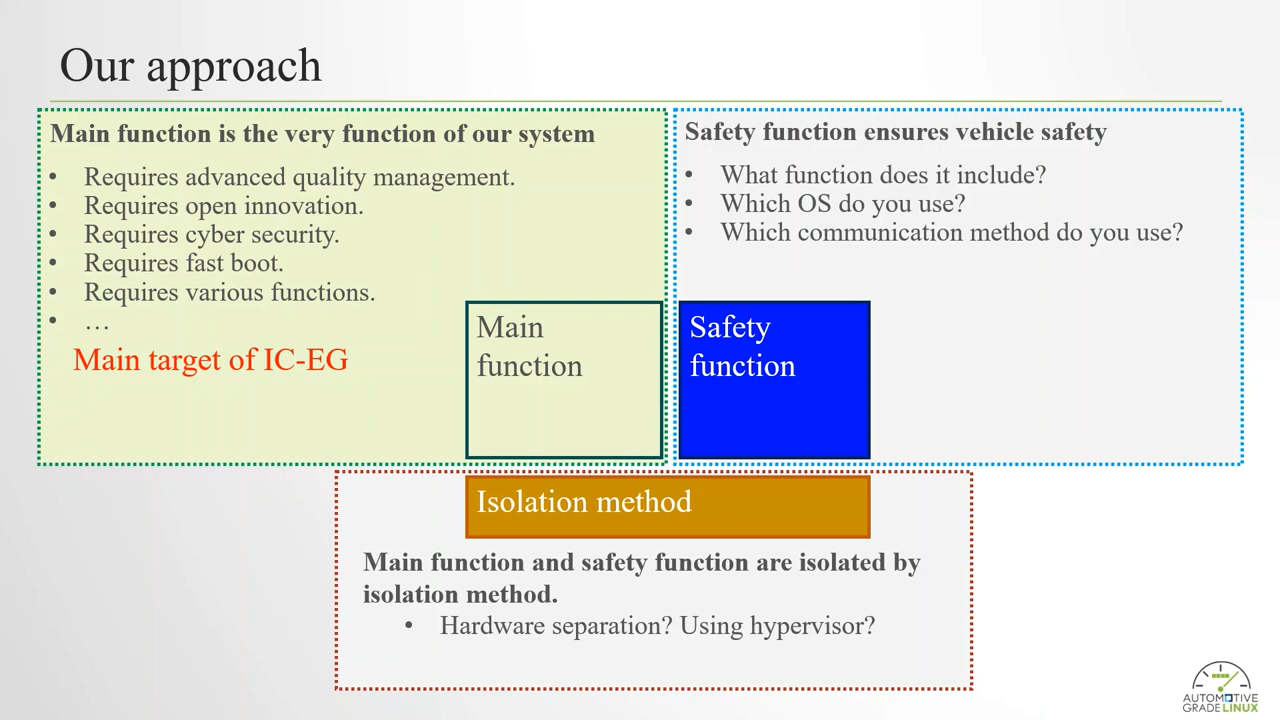 Our approach
Main function is the very function of our system
• Requires advanced quality management.
• Requires open innovation.
• Requires cyber security.
• Requires fast boot.
• Requires various functions.
• …
Main target of IC-EG
Main
function
Safety function ensures vehicle safety
• What function does it include?
• Which OS do you use?
• Which communication method do you use?
Safety
function
Isolation method
Main function and safety function are isolated by
isolation method.
• Hardware separation? Using hypervisor?
AUTOMOTIVE
GRADELINUX